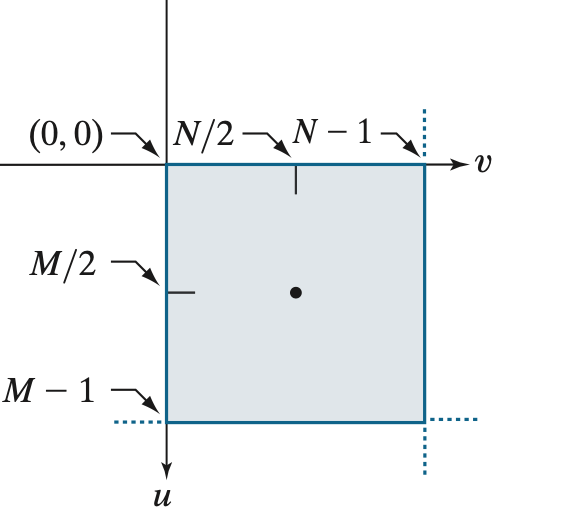 (0, 0) N/2 N − 1
v
M/2
M − 1
u